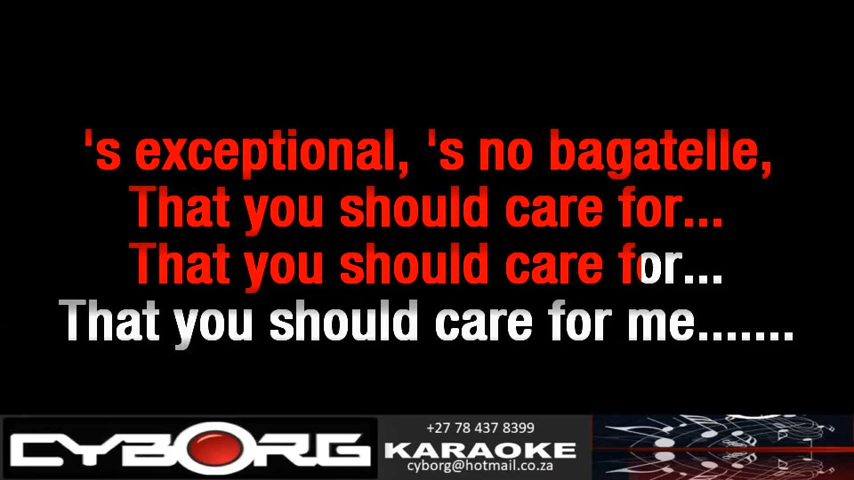 's exceptional, 's no bagatelle,
That you should care for...
That you should care for...
That you should care for me.......
CYBORG
+27 78 437 8399
KARAOKE
cyborg@hotmail.co.za